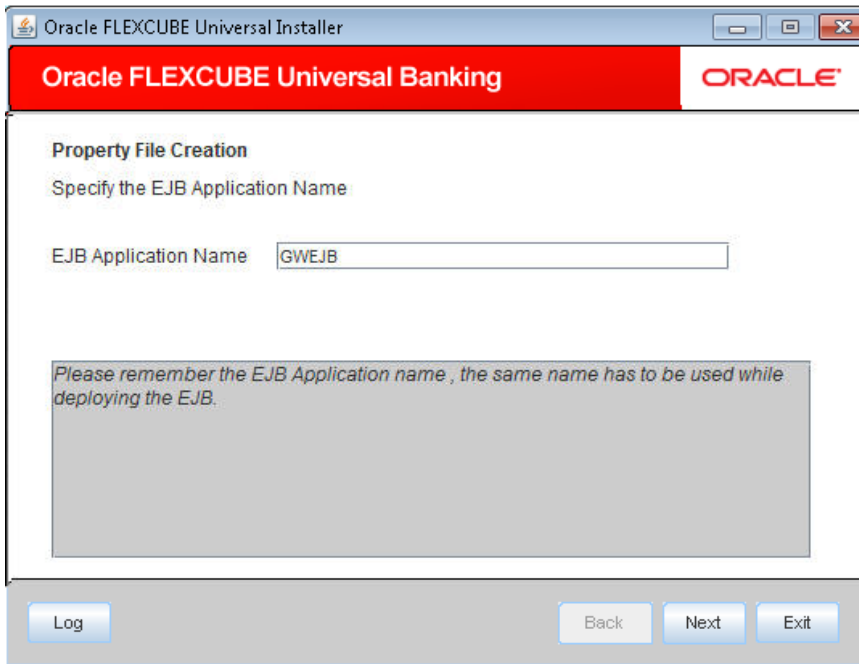 Oracle FLEXCUBE Universal Installer
Oracle FLEXCUBE Universal Banking
ORACLE
Property File Creation
Specify the EJB Application Name
EJB Application Name GWEJB
Please remember the EJB Application name , the same name has to be used while
deploying the EJB.
Log Back Next Exit